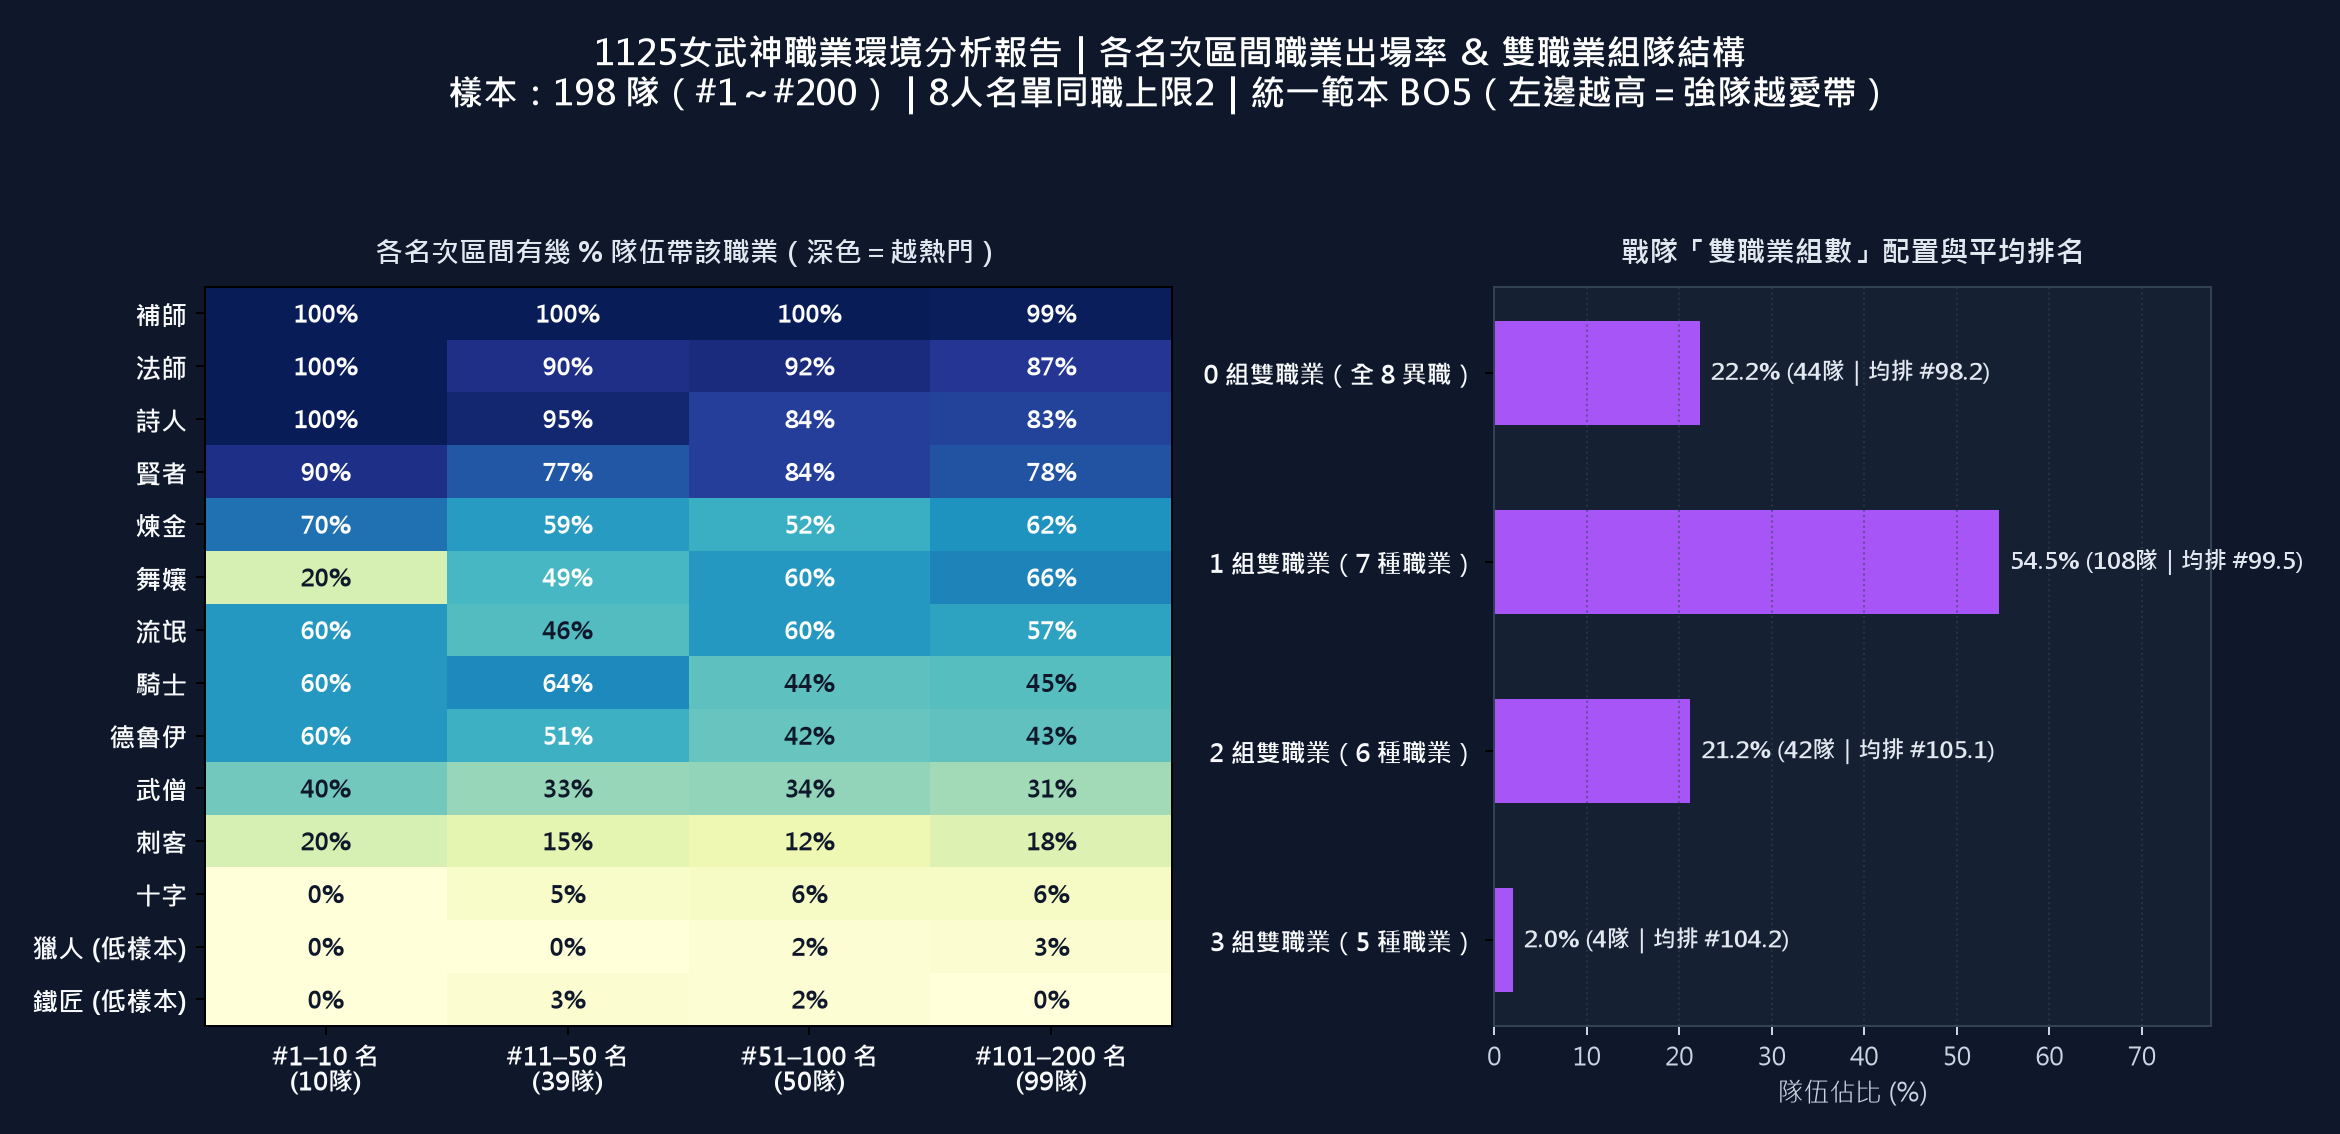 1125女武神職業環境分析報告 | 各名次區間職業出場率 & 雙職業組隊結構
樣本：198 隊（#1～#200） | 8人名單同職上限2 | 統一範本 BO5（左邊越高＝強隊越愛帶）
各名次區間有幾 % 隊伍帶該職業（深色＝越熱門）
補師 100% 100% 100% 99%
法師 100% 90% 92% 87%
詩人 100% 95% 84% 83%
賢者 90% 77% 84% 78%
煉金 70% 59% 52% 62%
舞孃 20% 49% 60% 66%
流氓 60% 46% 60% 57%
騎士 60% 64% 44% 45%
德魯伊 60% 51% 42% 43%
武僧 40% 33% 34% 31%
刺客 20% 15% 12% 18%
十字 0% 5% 6% 6%
獵人 (低樣本) 0% 0% 2% 3%
鐵匠 (低樣本) 0% 3% 2% 0%
#1–10 名 #11–50 名 #51–100 名 #101–200 名
(10隊) (39隊) (50隊) (99隊)
戰隊「雙職業組數」配置與平均排名
0 組雙職業（全 8 異職） 22.2% (44隊 | 均排 #98.2)
1 組雙職業（7 種職業） 54.5% (108隊 | 均排 #99.5)
2 組雙職業（6 種職業） 21.2% (42隊 | 均排 #105.1)
3 組雙職業（5 種職業） 2.0% (4隊 | 均排 #104.2)
0 10 20 30 40 50 60 70
隊伍佔比 (%)